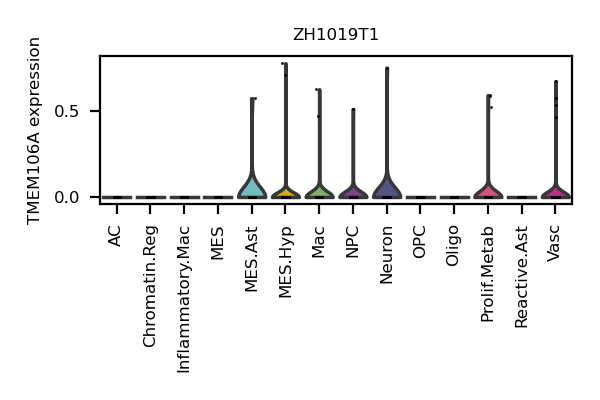 ZH1019T1
TMEM106A expression
0.5
0.0
AC
Chromatin.Reg
Inflammatory.Mac
MES
MES.Ast
MES.Hyp
Mac
NPC
Neuron
OPC
Oligo
Prolif.Metab
Reactive.Ast
Vasc